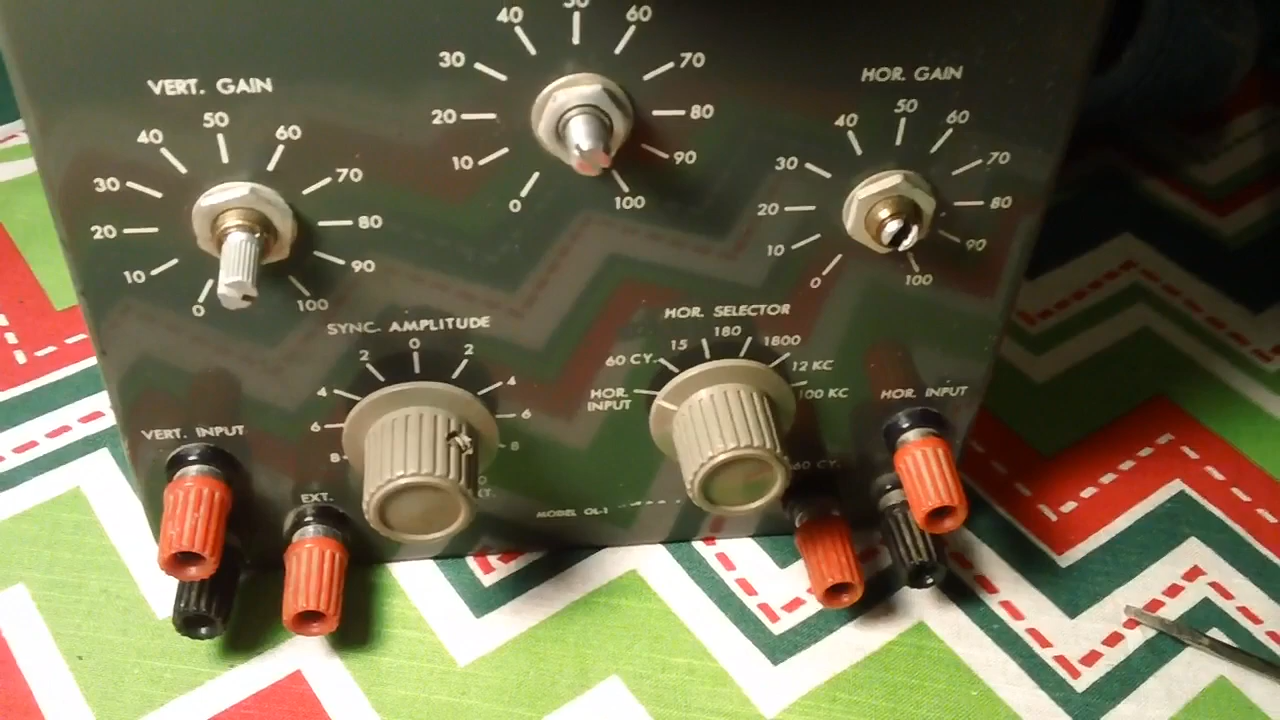 40 50 60
30 70
20 80
10 90
0 100
VERT. GAIN
50
40 60
30 70
20 80
10 90
0 100
HOR. GAIN
50
40 60
30 70
20 80
10 90
0 100
SYNC. AMPLITUDE
0
2 2
4 4
6 6
8 8
HOR. SELECTOR
180
15 1800
60 CY. 12 KC
HOR. 100 KC
INPUT
HOR. INPUT
VERT. INPUT
EXT.
60 CY.
MODEL OL-1